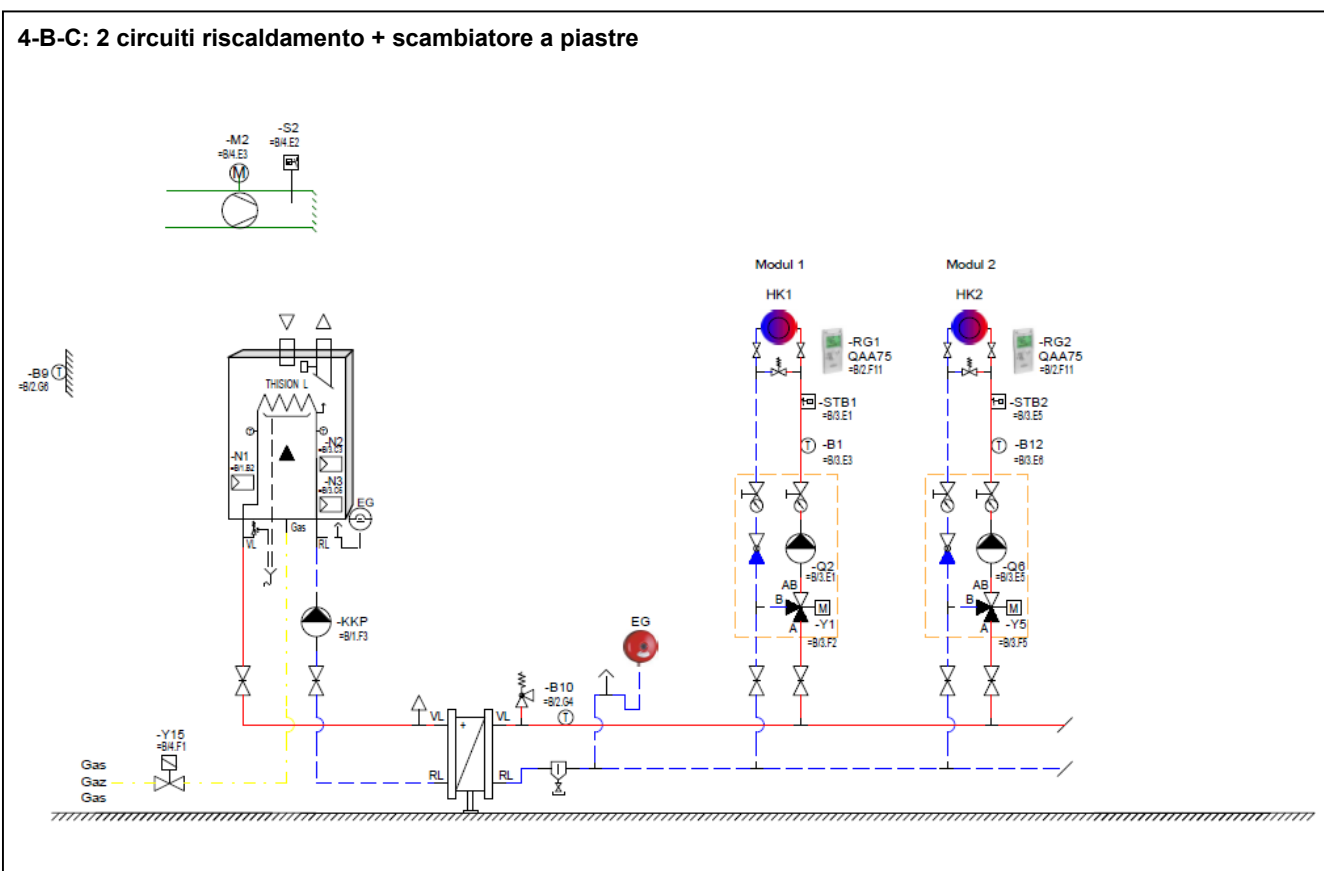 4-B-C: 2 circuiti riscaldamento + scambiatore a piastre
-M2
=B/4.E3
M
-S2
=B/4.E2
-B9
T
=B/2.G6
THISION L
-N1
=B/1.B2
-N2
=B/3.C3
-N3
=B/3.C5
EG
VL
Gas
RL
-KKP
=B/1.F3
-Y15
=B/4.F1
Gas
Gaz
Gas
VL
VL
+
RL
RL
-B10
=B/2.G4
T
EG
Modul 1
HK1
-RG1
QAA75
=B/2.F11
-STB1
=B/3.E1
T
-B1
=B/3.E3
-Q2
=B/3.E1
AB
B
M
A
-Y1
=B/3.F2
Modul 2
HK2
-RG2
QAA75
=B/2.F11
-STB2
=B/3.E5
T
-B12
=B/3.E6
-Q6
=B/3.E5
AB
B
M
A
-Y5
=B/3.F5